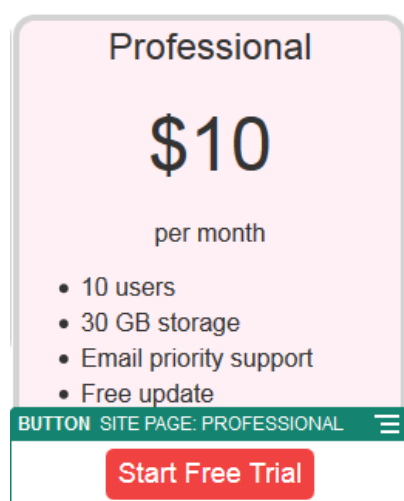 Professional
$10
per month
• 10 users
• 30 GB storage
• Email priority support
• Free update
BUTTON SITE PAGE: PROFESSIONAL
Start Free Trial